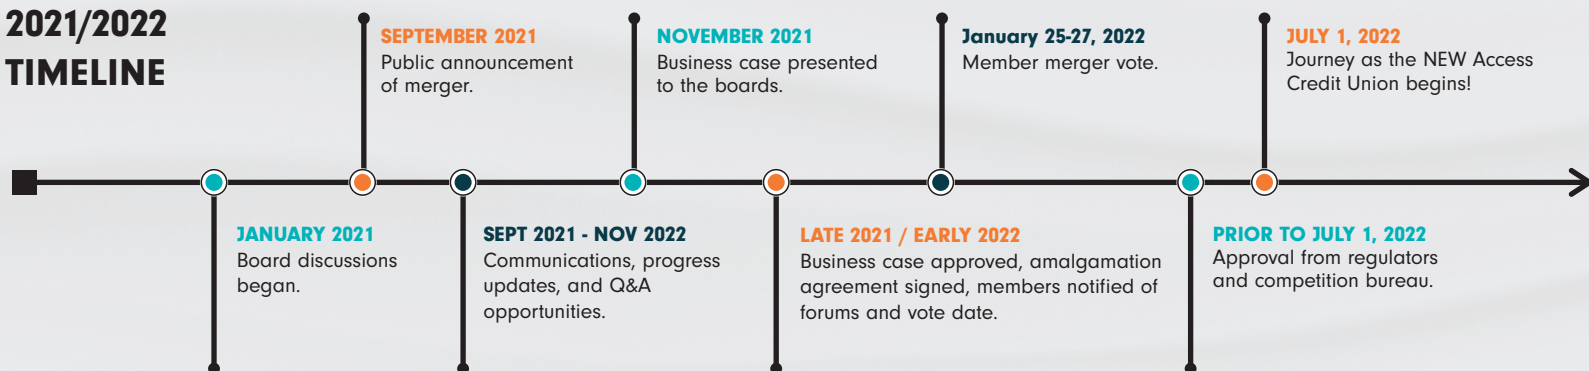 2021/2022
TIMELINE
SEPTEMBER 2021
Public announcement
of merger.
NOVEMBER 2021
Business case presented
to the boards.
January 25-27, 2022
Member merger vote.
JULY 1, 2022
Journey as the NEW Access
Credit Union begins!
JANUARY 2021
Board discussions
began.
SEPT 2021 - NOV 2022
Communications, progress
updates, and Q&A
opportunities.
LATE 2021 / EARLY 2022
Business case approved, amalgamation
agreement signed, members notified of
forums and vote date.
PRIOR TO JULY 1, 2022
Approval from regulators
and competition bureau.